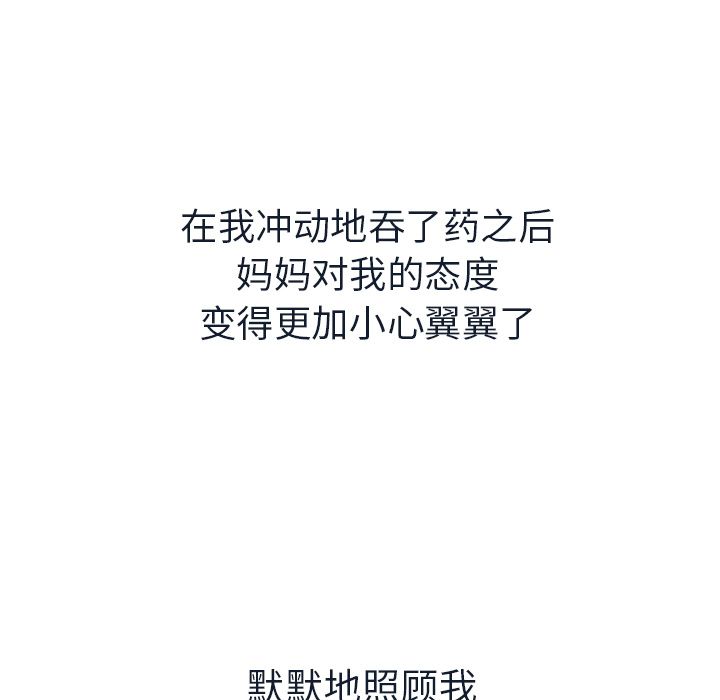 在我冲动地吞了药之后
妈妈对我的态度
变得更加小心翼翼了
默默地照顾我